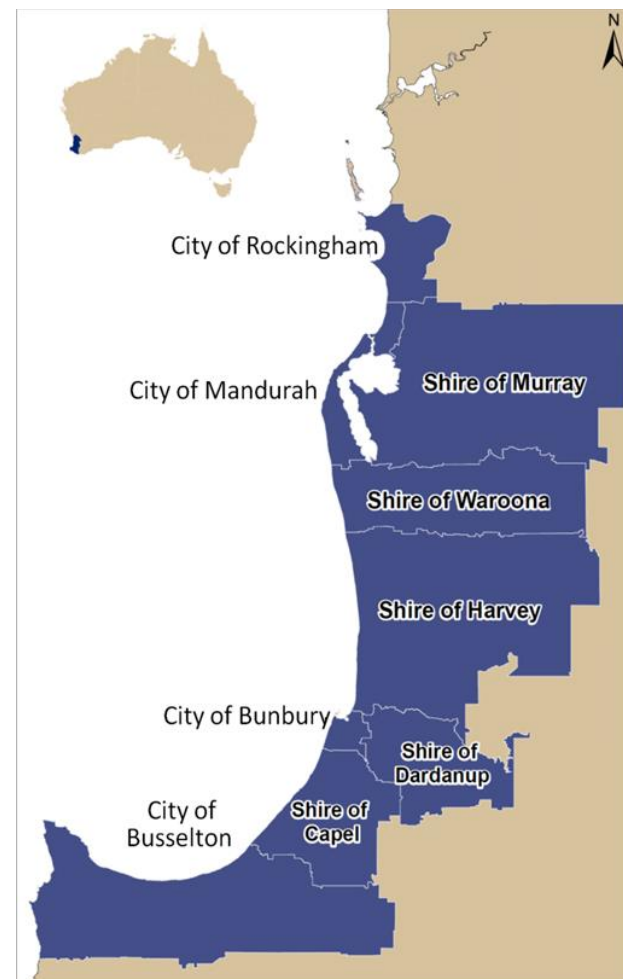 N
City of Rockingham
City of Mandurah
Shire of Murray
Shire of Waroona
Shire of Harvey
City of Bunbury
Shire of
Dardanup
City of
Busselton
Shire of
Capel